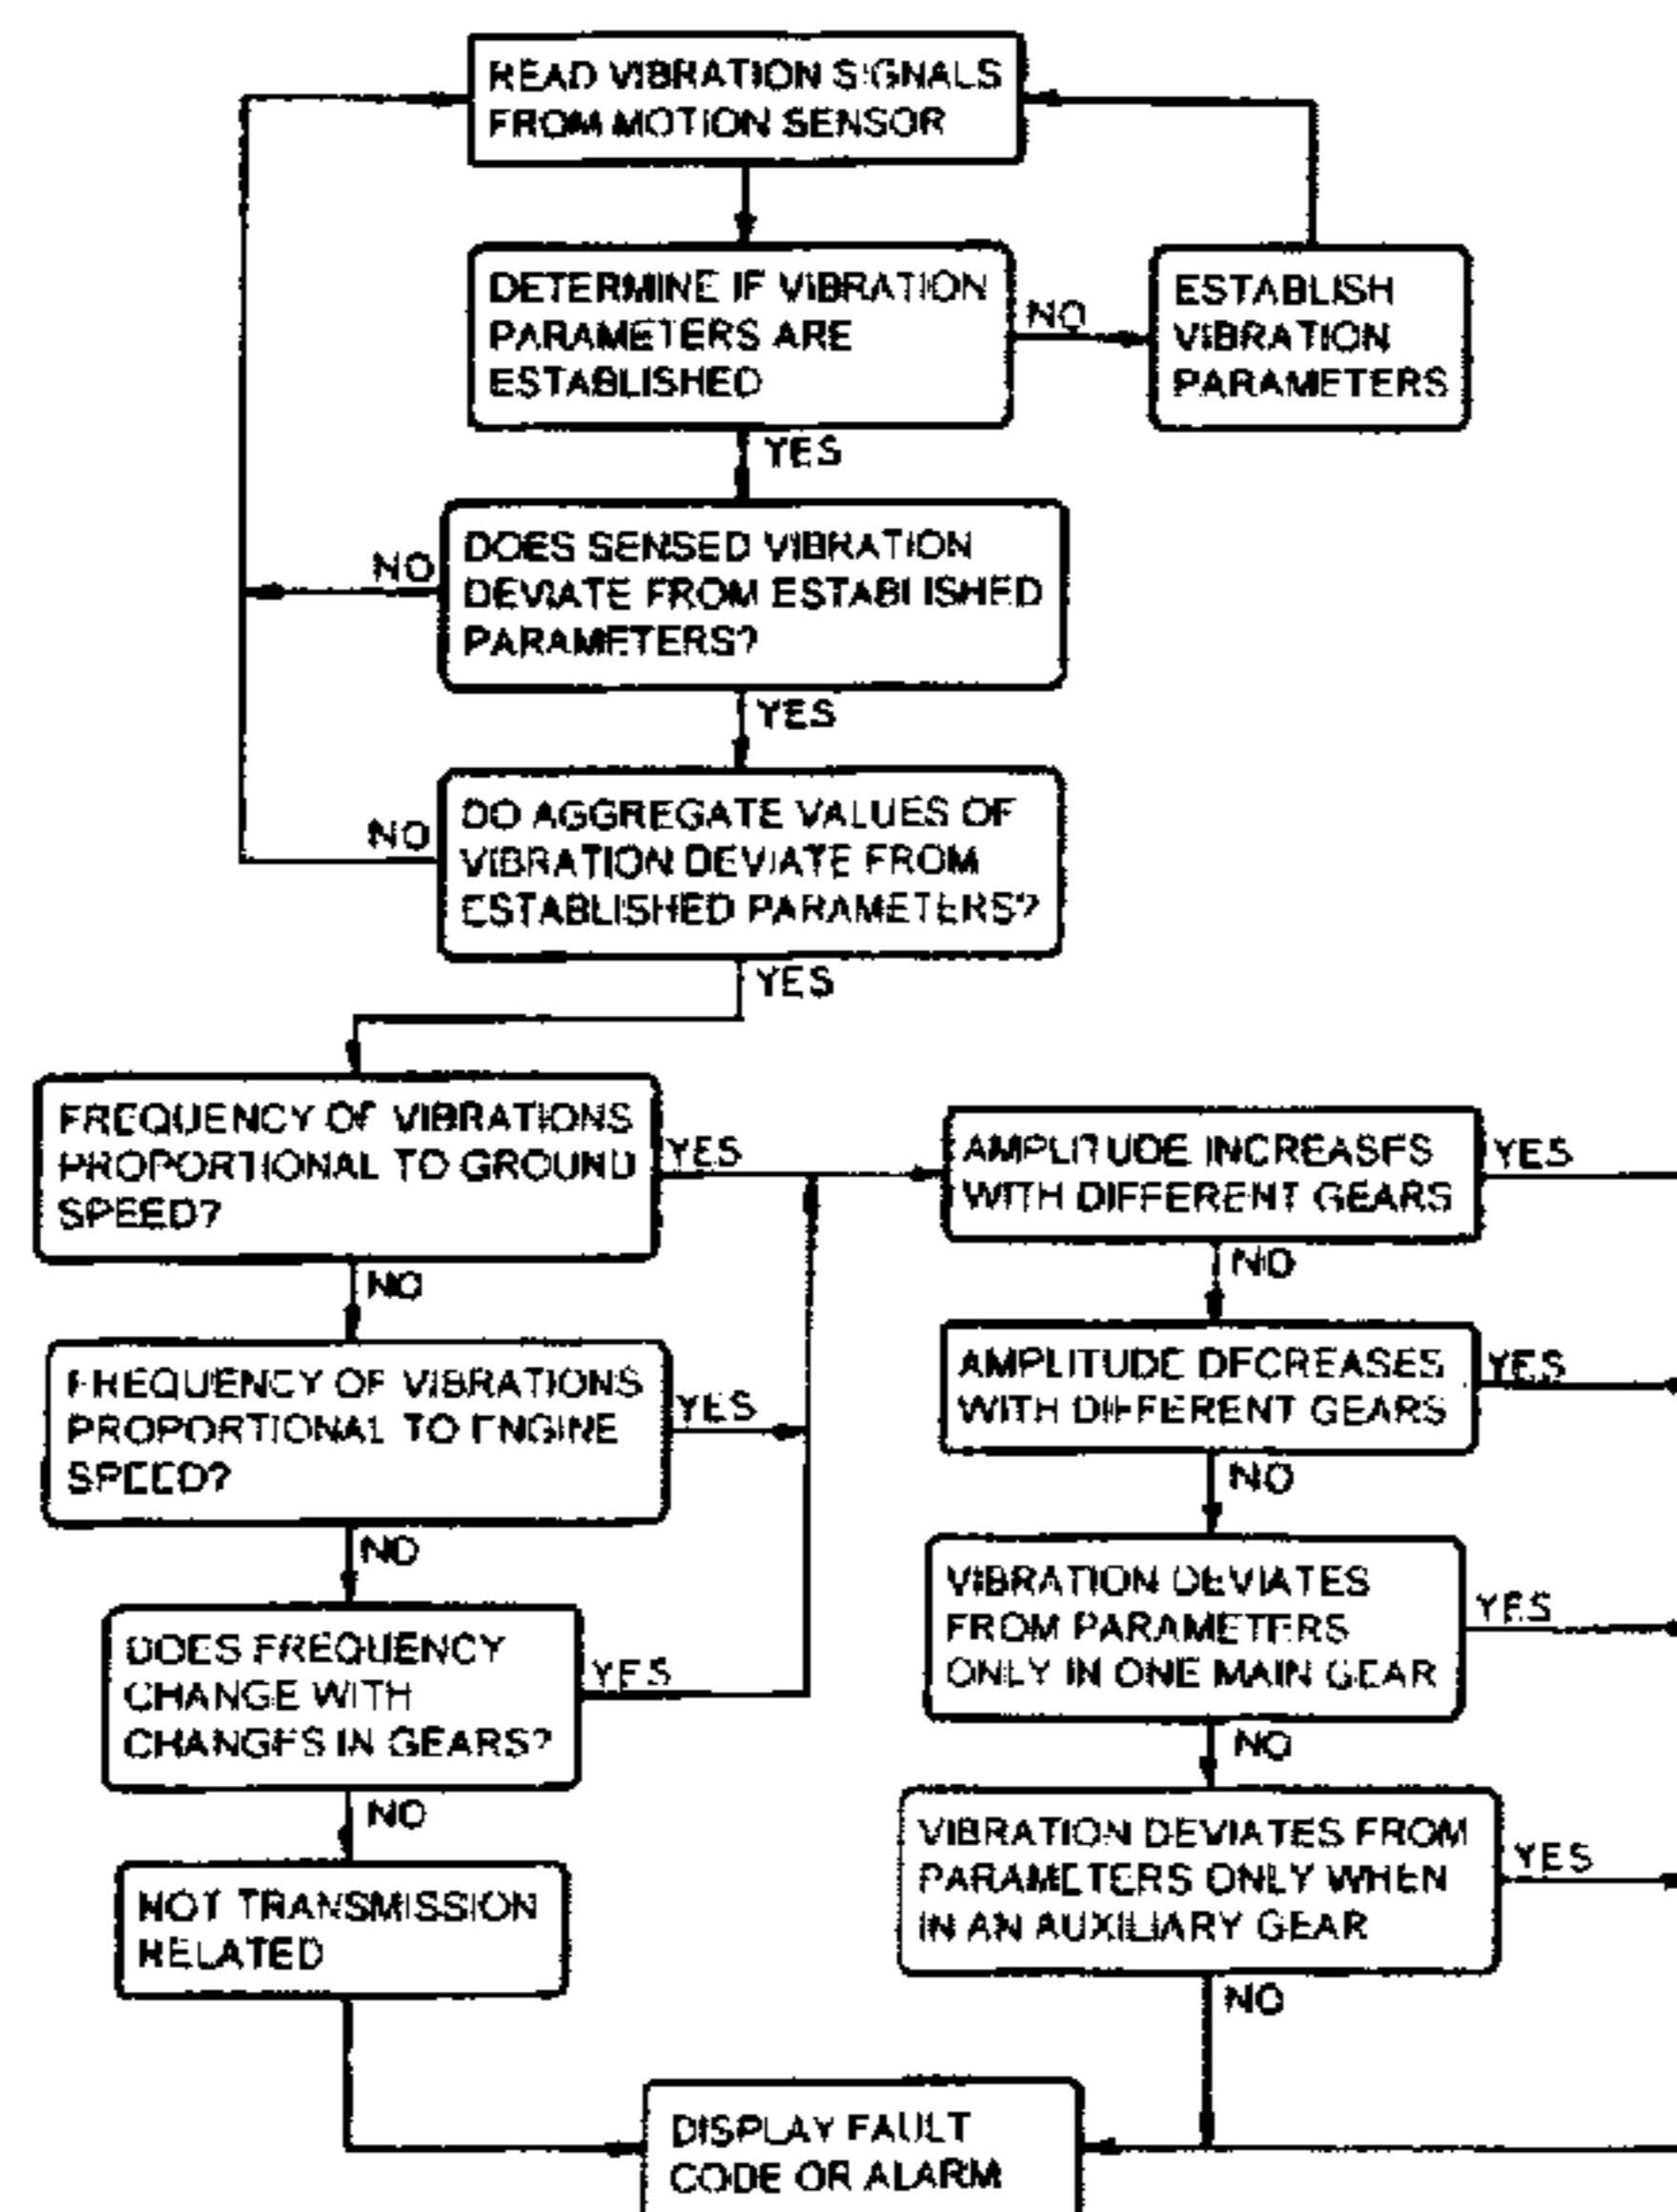 READ VIBRATION SIGNALS
FROM MOTION SENSOR
DETERMINE IF VIBRATION
PARAMETERS ARE
ESTABLISHED
NO
ESTABLISH
VIBRATION
PARAMETERS
YES
DOES SENSED VIBRATION
DEVIATE FROM ESTABLISHED
PARAMETERS?
NO
YES
DO AGGREGATE VALUES OF
VIBRATION DEVIATE FROM
ESTABLISHED PARAMETERS?
NO
YES
FREQUENCY OF VIBRATIONS
PROPORTIONAL TO GROUND
SPEED?
YES
NO
FREQUENCY OF VIBRATIONS
PROPORTIONAL TO ENGINE
SPEED?
YES
NO
DOES FREQUENCY
CHANGE WITH
CHANGES IN GEARS?
YES
NO
NOT TRANSMISSION
RELATED
AMPLITUDE INCREASES
WITH DIFFERENT GEARS
YES
NO
AMPLITUDE DECREASES
WITH DIFFERENT GEARS
YES
NO
VIBRATION DEVIATES
FROM PARAMETERS
ONLY IN ONE MAIN GEAR
YES
NO
VIBRATION DEVIATES FROM
PARAMETERS ONLY WHEN
IN AN AUXILIARY GEAR
YES
NO
DISPLAY FAULT
CODE OR ALARM